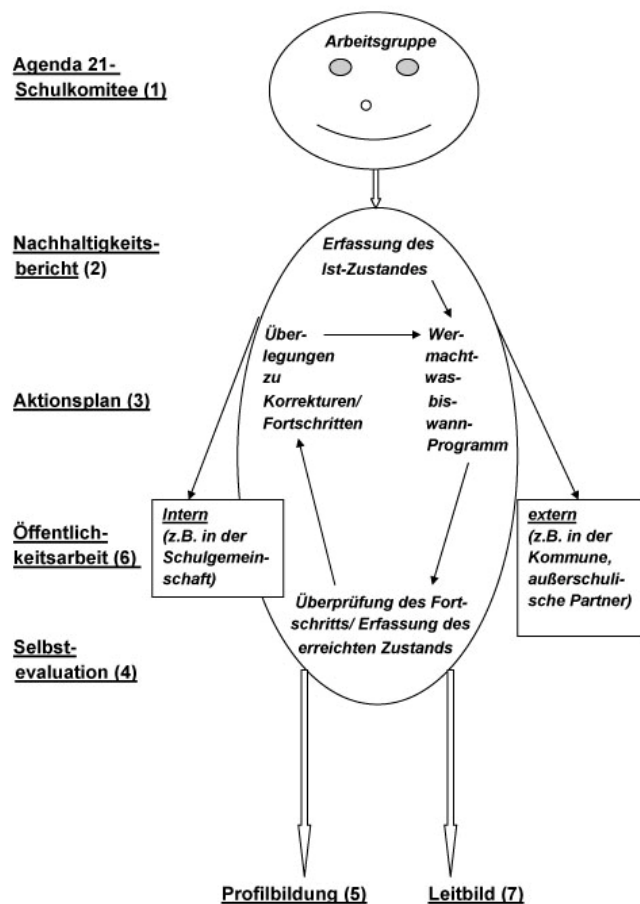 Arbeitsgruppe
Agenda 21-
Schulkomitee (1)
Nachhaltigkeits-
bericht (2)
Erfassung des
Ist-Zustandes
Über-
legungen
zu
Korrekturen/
Fortschritten
Wer-
macht-
was-
bis-
wann-
Programm
Aktionsplan (3)
Öffentlich-
keitsarbeit (6)
Intern
(z.B. in der
Schulgemein-
schaft)
extern
(z.B. in der
Kommune,
außerschuli-
sche Partner)
Überprüfung des Fort-
schritts/ Erfassung des
erreichten Zustands
Selbst-
evaluation (4)
Profilbildung (5)
Leitbild (7)